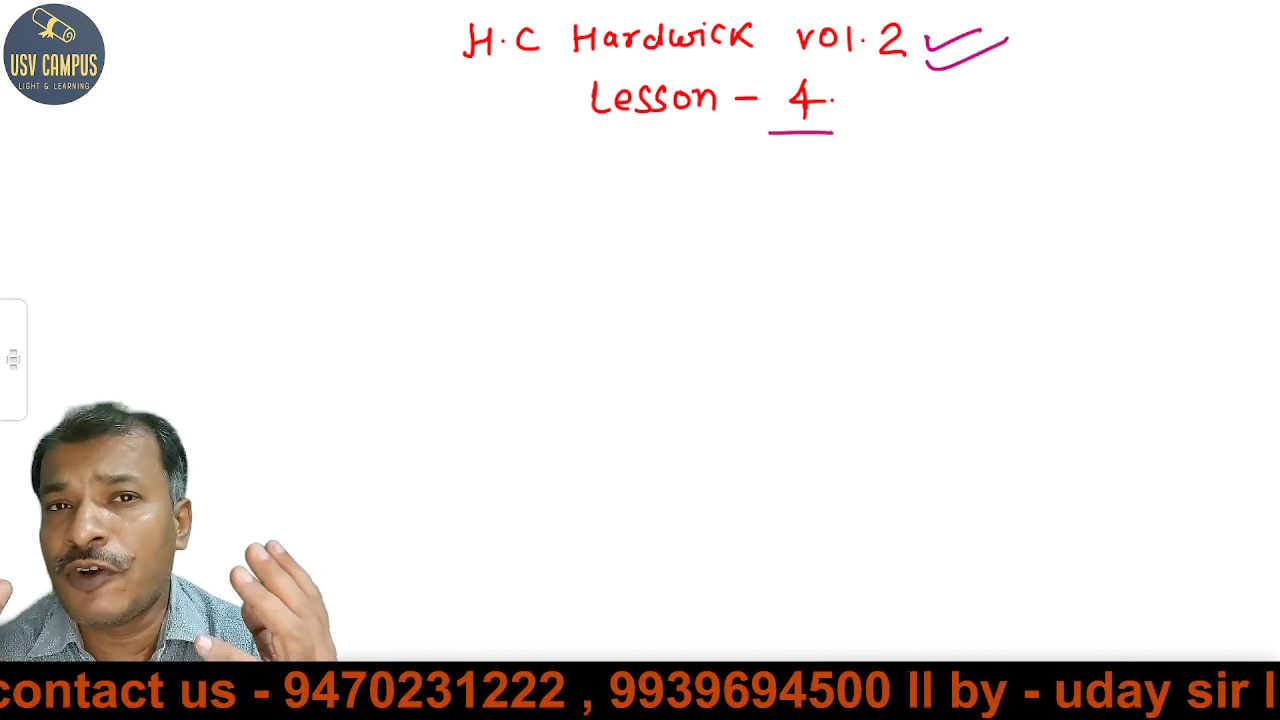 USV CAMPUS
LIGHT & LEARNING
H.C Hardwick vol.2
Lesson - 4.
contact us - 9470231222 , 9939694500 ll by - uday sir l